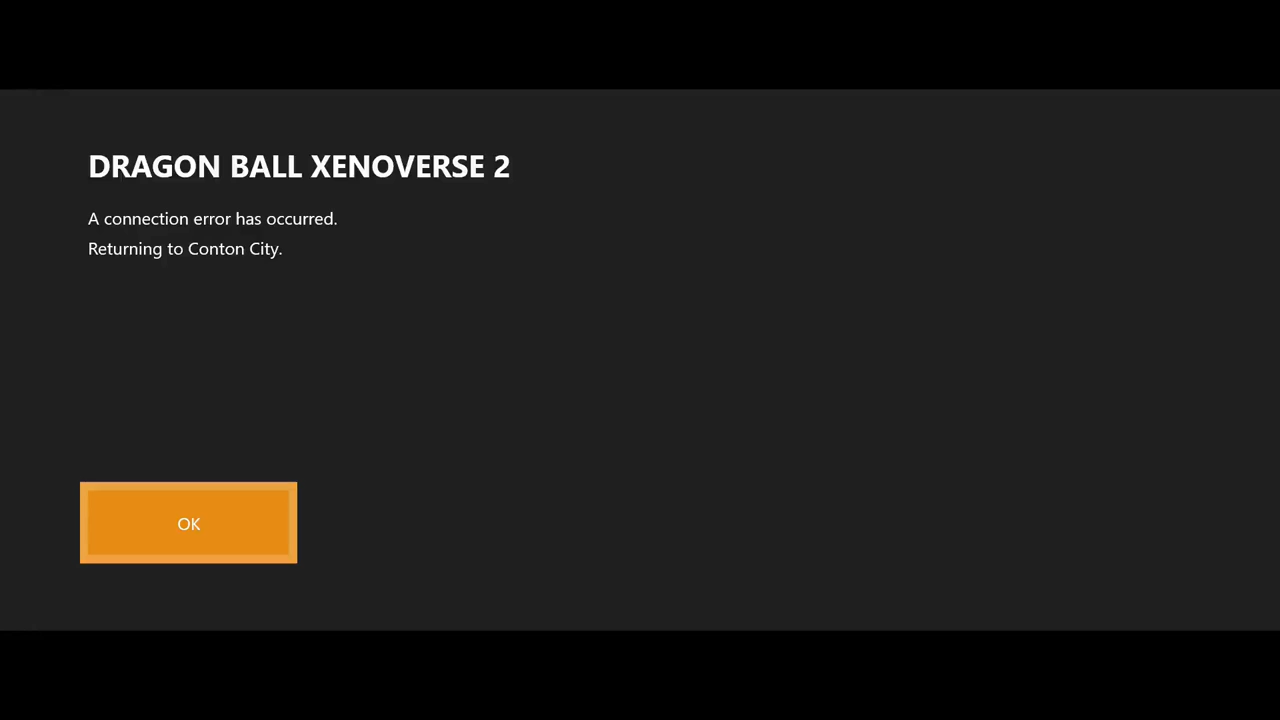 DRAGON BALL XENOVERSE 2
A connection error has occurred.
Returning to Conton City.
OK